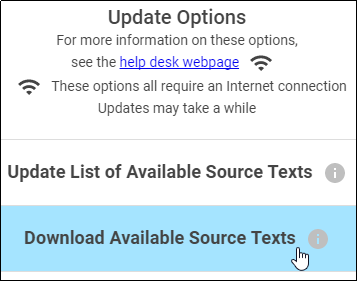 Update Options
For more information on these options,
see the help desk webpage
These options all require an Internet connection
Updates may take a while
Update List of Available Source Texts
Download Available Source Texts